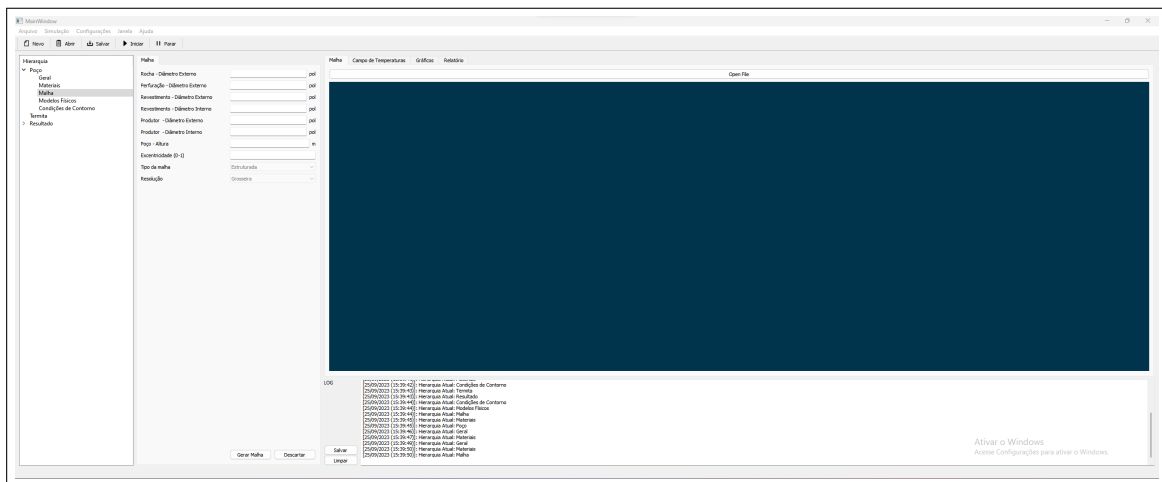 MainWindow
Arquivo Simulação Configurações Janela Ajuda
Novo Abrir Salvar Iniciar Parar
Hierarquia
Poço
Geral
Materiais
Malha
Modelos Físicos
Condições de Contorno
Termita
Resultado
Malha
Rocha - Diâmetro Externo pol
Perfuração - Diâmetro Externo pol
Revestimento - Diâmetro Externo pol
Revestimento - Diâmetro Interno pol
Produtor - Diâmetro Externo pol
Produtor - Diâmetro Interno pol
Poço - Altura m
Excentricidade (0-1)
Tipo da malha Estruturada
Resolução Grosseira
Gerar Malha Descartar
Malha Campo de Temperaturas Gráficos Relatório
Open File
LOG
[25/09/2023 (15:39:42)]: Hierarquia Atual: Condições de Contorno
[25/09/2023 (15:39:43)]: Hierarquia Atual: Termita
[25/09/2023 (15:39:43)]: Hierarquia Atual: Resultado
[25/09/2023 (15:39:44)]: Hierarquia Atual: Condições de Contorno
[25/09/2023 (15:39:44)]: Hierarquia Atual: Modelos Físicos
[25/09/2023 (15:39:44)]: Hierarquia Atual: Malha
[25/09/2023 (15:39:45)]: Hierarquia Atual: Materiais
[25/09/2023 (15:39:45)]: Hierarquia Atual: Poço
[25/09/2023 (15:39:46)]: Hierarquia Atual: Geral
[25/09/2023 (15:39:47)]: Hierarquia Atual: Materiais
[25/09/2023 (15:39:49)]: Hierarquia Atual: Geral
[25/09/2023 (15:39:50)]: Hierarquia Atual: Materiais
[25/09/2023 (15:39:50)]: Hierarquia Atual: Malha
Salvar
Limpar
Ativar o Windows
Acesse Configurações para ativar o Windows.